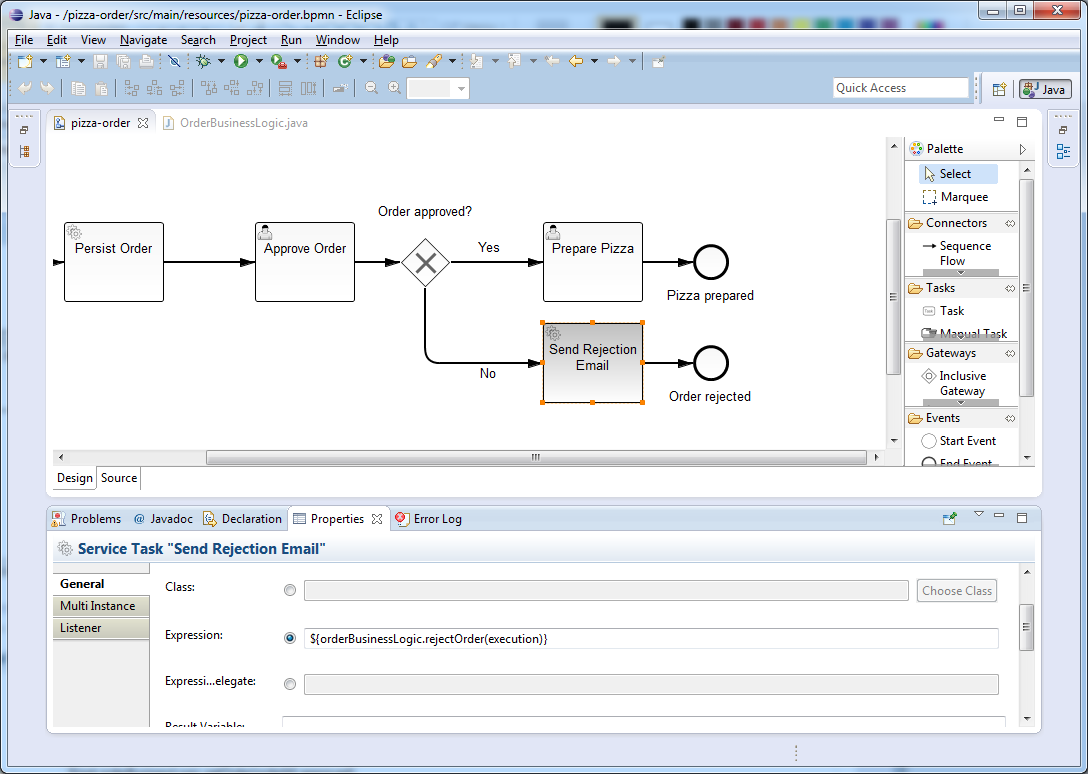 Java - /pizza-order/src/main/resources/pizza-order.bpmn - Eclipse
File Edit View Navigate Search Project Run Window Help
Quick Access
Java
pizza-order
OrderBusinessLogic.java
Order approved?
Persist Order
Approve Order
Yes
Prepare Pizza
Pizza prepared
No
Send Rejection
Email
Order rejected
Palette
Select
Marquee
Connectors
Sequence
Flow
Tasks
Task
Manual Task
Gateways
Inclusive
Gateway
Events
Start Event
End Event
Design Source
Problems @ Javadoc Declaration Properties Error Log
Service Task "Send Rejection Email"
General
Multi Instance
Listener
Class:
Choose Class
Expression:
${orderBusinessLogic.rejectOrder(execution)}
Expressi...elegate:
Result Variable: